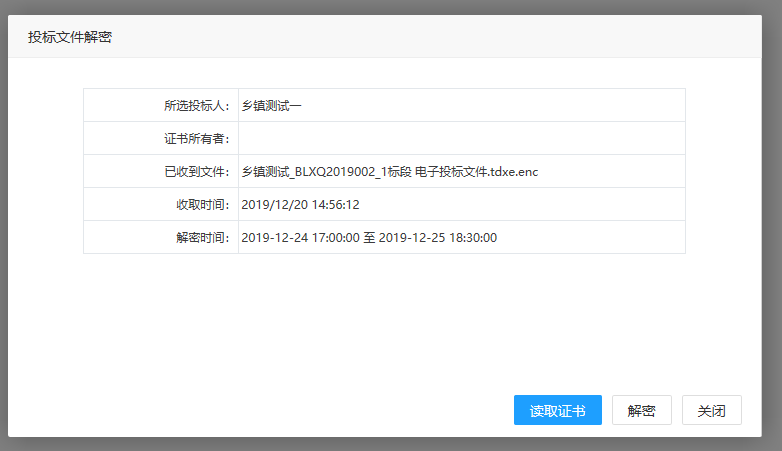 投标文件解密
所选投标人： 乡镇测试一
证书所有者：
已收到文件： 乡镇测试_BLXQ2019002_1标段 电子投标文件.tdxe.enc
收取时间： 2019/12/20 14:56:12
解密时间： 2019-12-24 17:00:00 至 2019-12-25 18:30:00
读取证书 解密 关闭